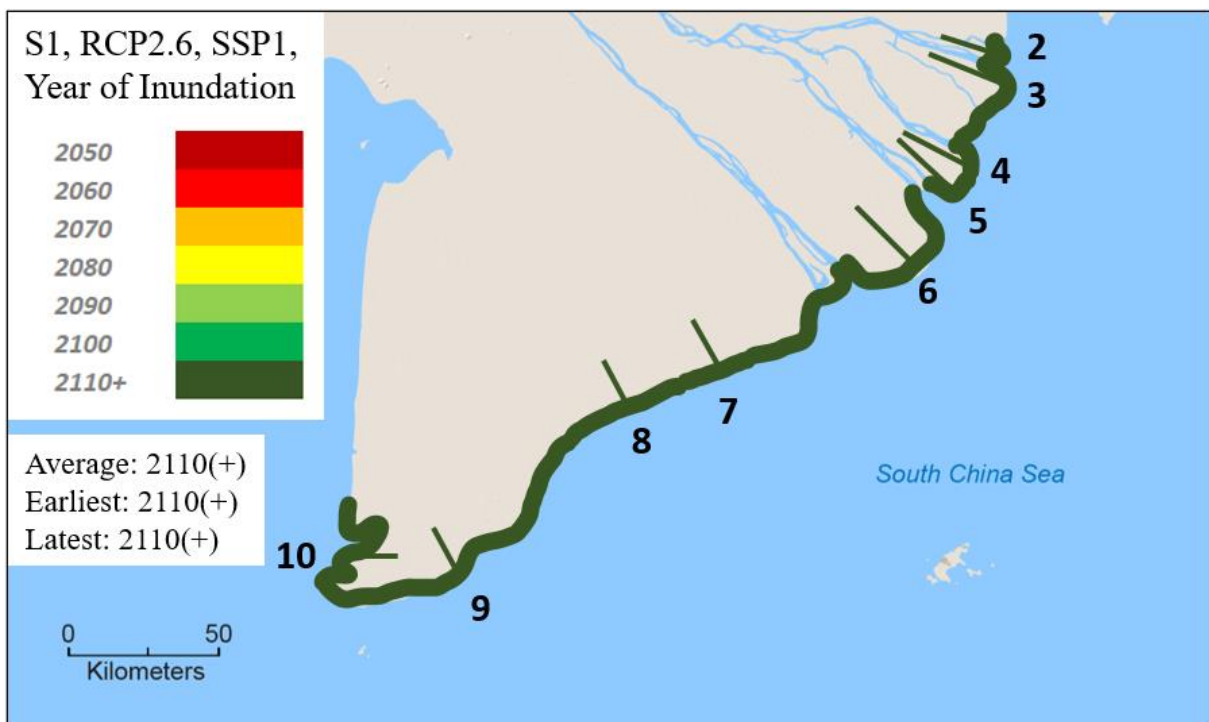 S1, RCP2.6, SSP1,
Year of Inundation
2050
2060
2070
2080
2090
2100
2110+
Average: 2110(+)
Earliest: 2110(+)
Latest: 2110(+)
2
3
4
5
6
7
8
South China Sea
10
9
0 50
Kilometers